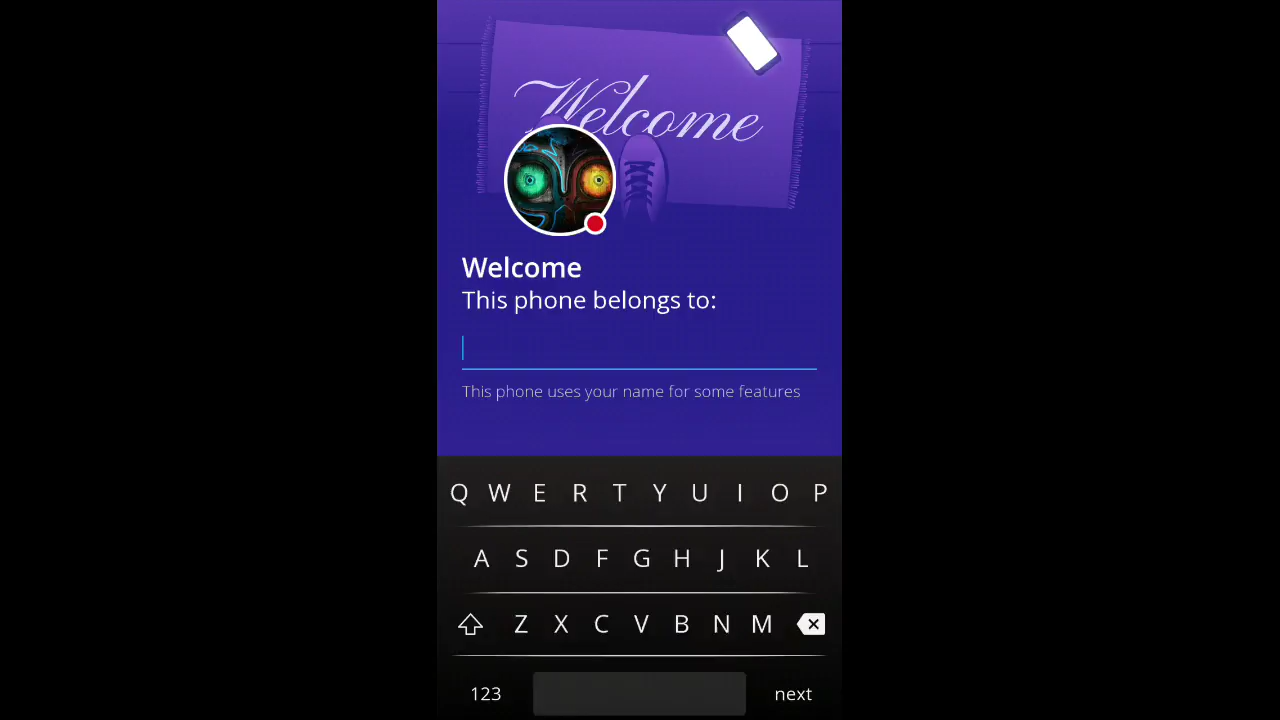 Welcome
Welcome
This phone belongs to:
This phone uses your name for some features
Q W E R T Y U I O P
A S D F G H J K L
Z X C V B N M
123 next